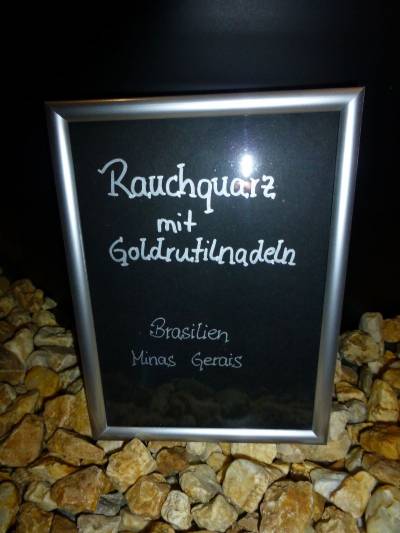 Rauchquarz
mit
Goldrutilnadeln
Brasilien
Minas Gerais